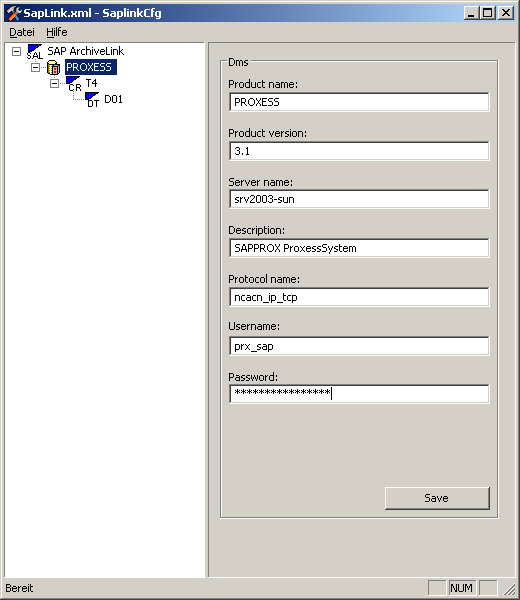 SapLink.xml - SaplinkCfg
Datei Hilfe
SAL SAP ArchiveLink
PROXESS
CR T4
DT D01
Dms
Product name:
PROXESS
Product version:
3.1
Server name:
srv2003-sun
Description:
SAPPROX ProxessSystem
Protocol name:
ncacn_ip_tcp
Username:
prx_sap
Password:
****************
Save
Bereit NUM